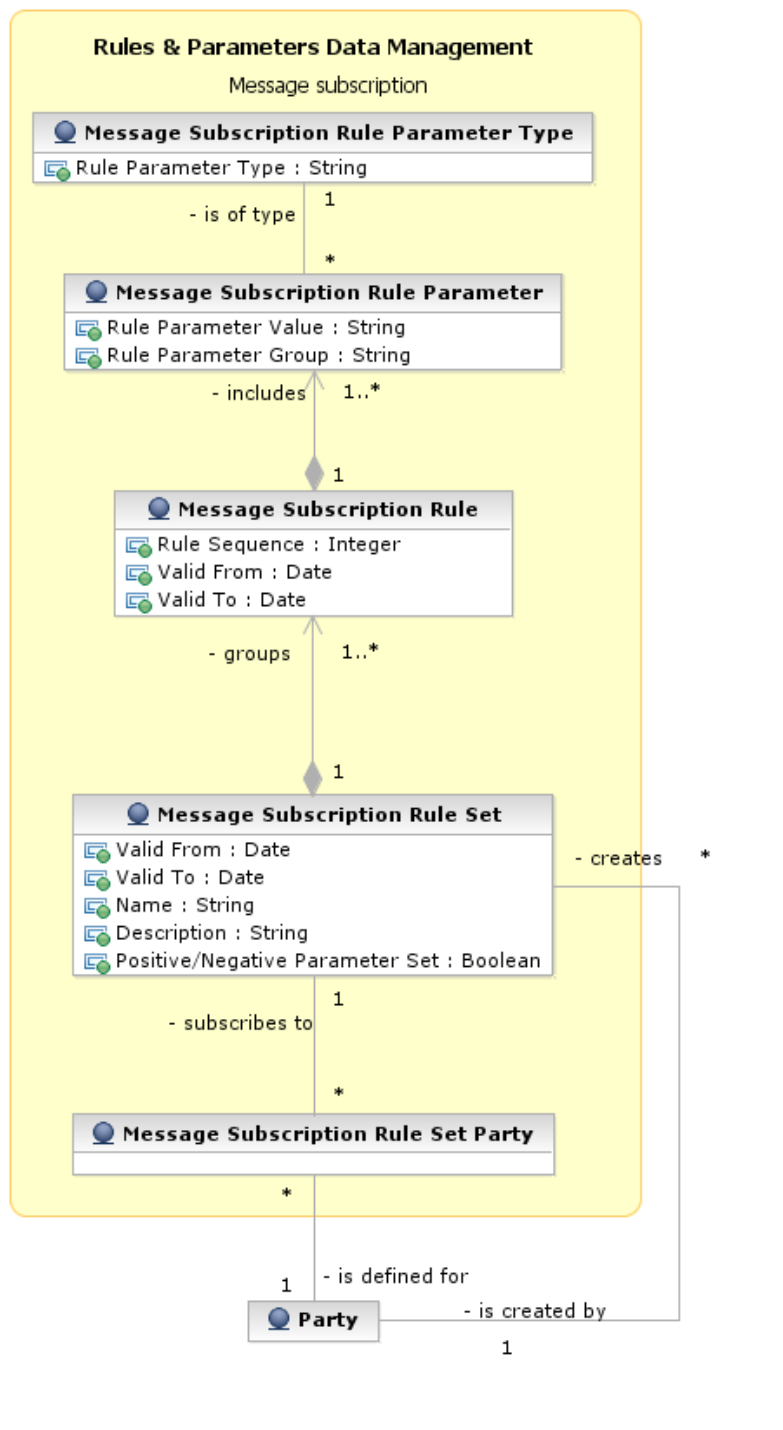 Rules & Parameters Data Management
Message subscription
Message Subscription Rule Parameter Type
Rule Parameter Type : String
1
- is of type
*
Message Subscription Rule Parameter
Rule Parameter Value : String
Rule Parameter Group : String
- includes 1..*
1
Message Subscription Rule
Rule Sequence : Integer
Valid From : Date
Valid To : Date
- groups 1..*
1
Message Subscription Rule Set
Valid From : Date
Valid To : Date
Name : String
Description : String
Positive/Negative Parameter Set : Boolean
- creates *
1
- subscribes to
*
Message Subscription Rule Set Party
*
- is defined for
1
Party
- is created by
1